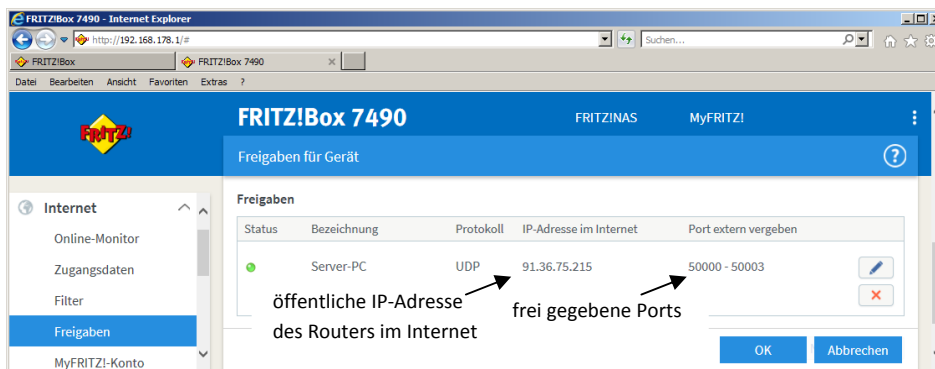 FRITZ!Box 7490 - Internet Explorer
http://192.168.178.1/#
Suchen...
FRITZ!Box
FRITZ!Box 7490
Datei Bearbeiten Ansicht Favoriten Extras ?
FRITZ!
FRITZ!Box 7490
FRITZ!NAS
MyFRITZ!
Freigaben für Gerät
?
Internet
Online-Monitor
Zugangsdaten
Filter
Freigaben
MyFRITZ!-Konto
Freigaben
Status Bezeichnung Protokoll IP-Adresse im Internet Port extern vergeben
Server-PC UDP 91.36.75.215 50000 - 50003
öffentliche IP-Adresse
des Routers im Internet
frei gegebene Ports
OK
Abbrechen